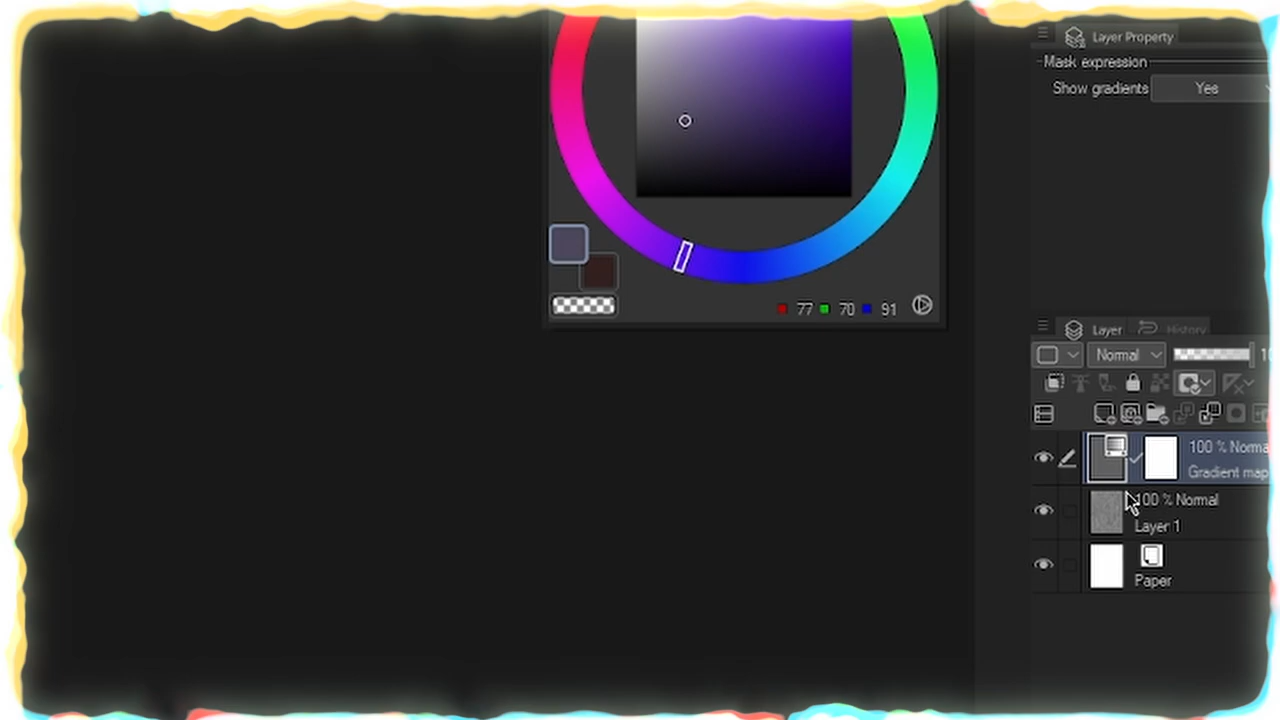 Layer Property
Mask expression
Show gradients Yes
77 70 91
Layer History
Normal 10
100 % Norma
Gradient map
100 % Normal
Layer 1
Paper